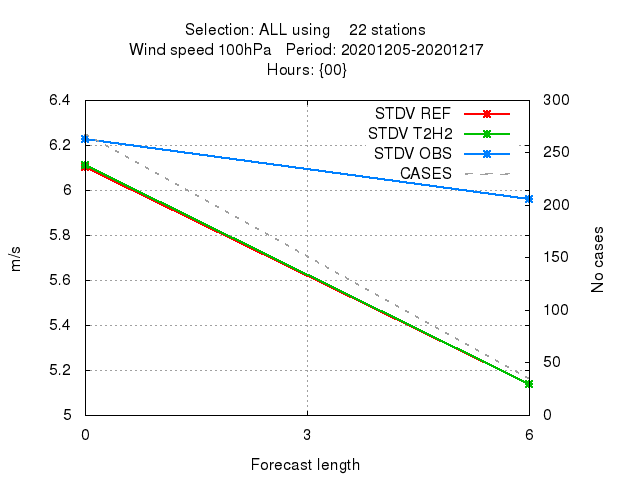 Selection: ALL using 22 stations
Wind speed 100hPa Period: 20201205-20201217
Hours: {00}
6.4
6.2
6
5.8
5.6
5.4
5.2
5
300
250
200
150
100
50
0
STDV REF
STDV T2H2
STDV OBS
CASES
m/s
No cases
0 3 6
Forecast length